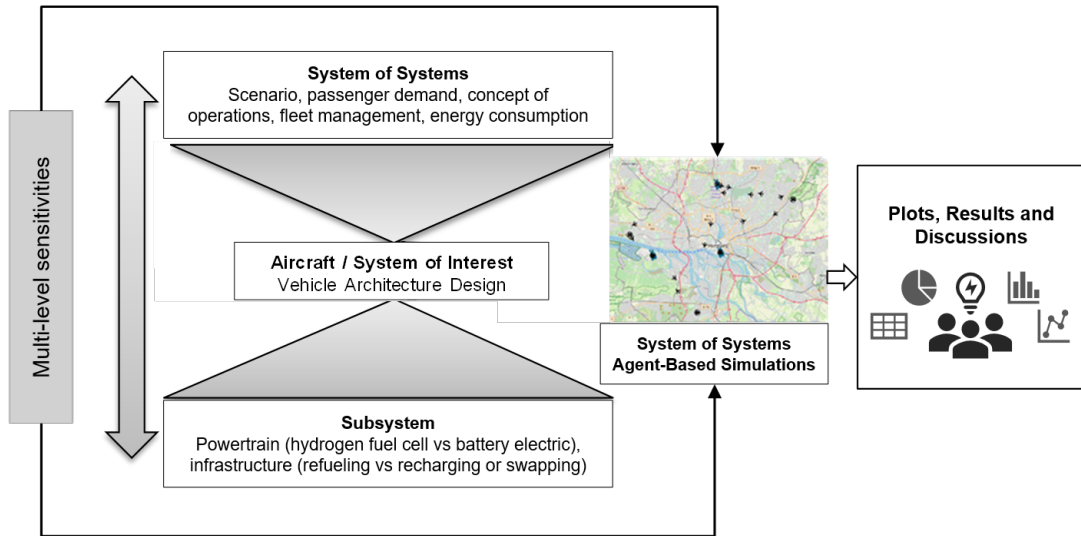 Multi-level sensitivities
System of Systems
Scenario, passenger demand, concept of
operations, fleet management, energy consumption
Aircraft / System of Interest
Vehicle Architecture Design
Subsystem
Powertrain (hydrogen fuel cell vs battery electric),
infrastructure (refueling vs recharging or swapping)
System of Systems
Agent-Based Simulations
Plots, Results and
Discussions